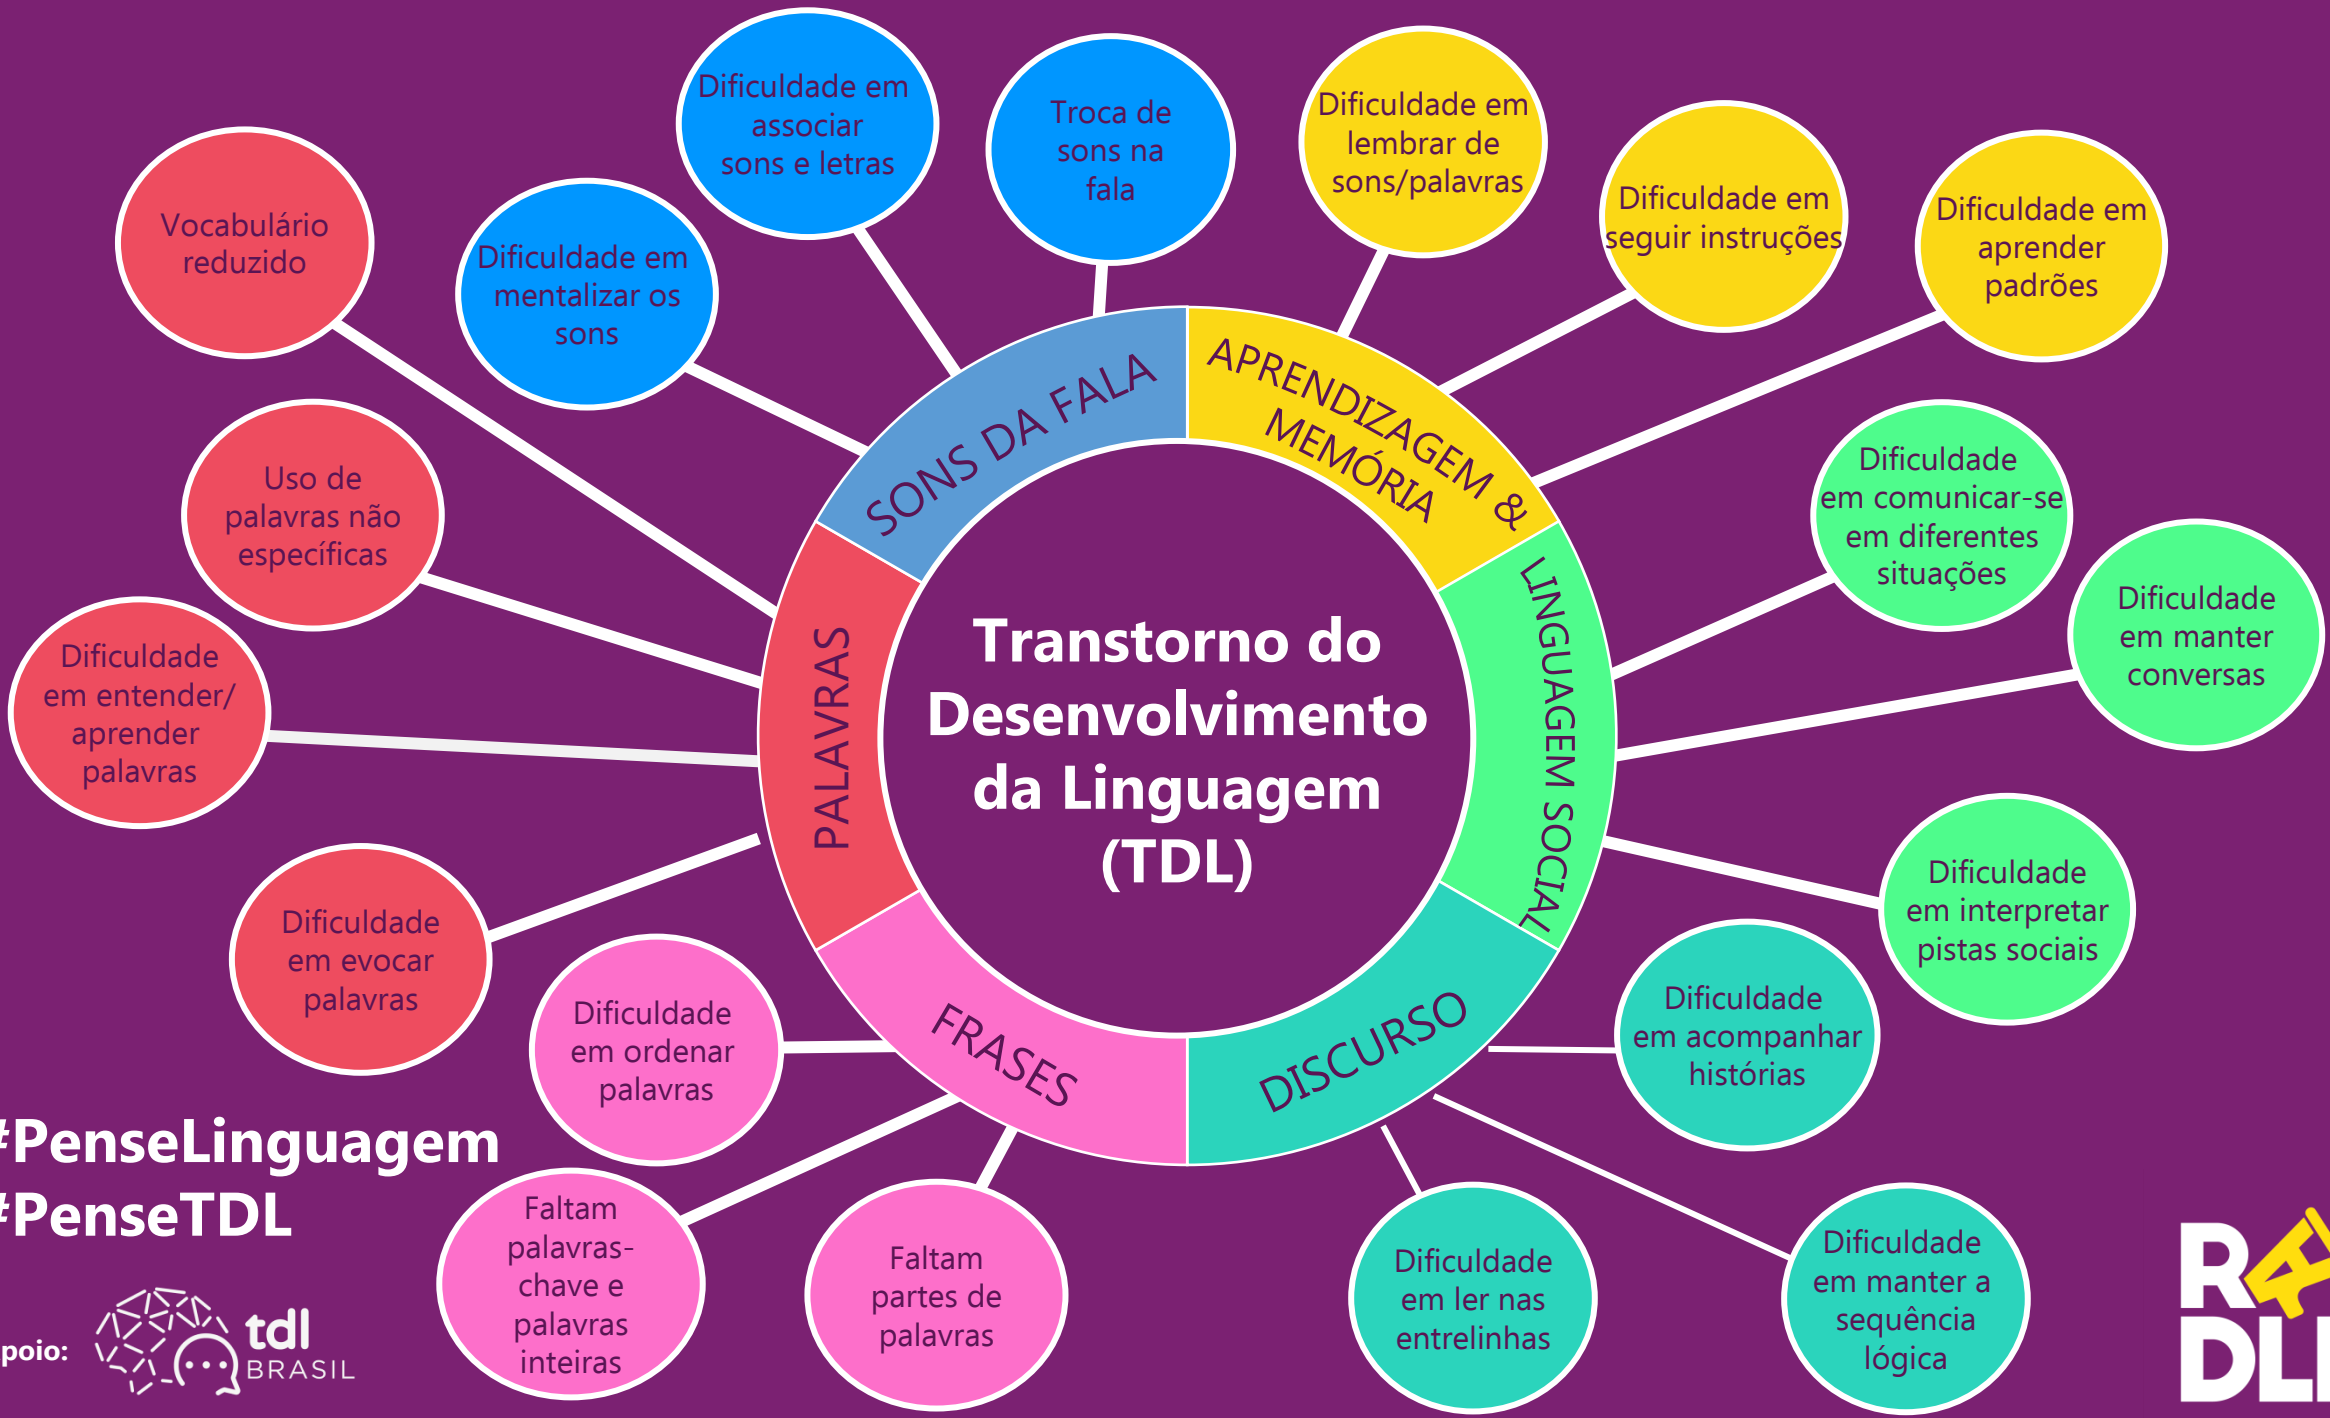 Dificuldade em
associar
sons e letras
Troca de
sons na
fala
Dificuldade em
lembrar de
sons/palavras
Dificuldade em
seguir instruções
Dificuldade em
aprender
padrões
Vocabulário
reduzido
Dificuldade em
mentalizar os
sons
SONS DA FALA
APRENDIZAGEM &
MEMÓRIA
Uso de
palavras não
específicas
Dificuldade
em comunicar-se
em diferentes
situações
Dificuldade
em manter
conversas
Dificuldade
em entender/
aprender
palavras
PALAVRAS
Transtorno do
Desenvolvimento
da Linguagem
(TDL)
LINGUAGEM SOCIAL
Dificuldade
em interpretar
pistas sociais
Dificuldade
em evocar
palavras
Dificuldade
em ordenar
palavras
FRASES
DISCURSO
Dificuldade
em acompanhar
histórias
#PenseLinguagem
#PenseTDL
Faltam
palavras-
chave e
palavras
inteiras
Faltam
partes de
palavras
Dificuldade
em ler nas
entrelinhas
Dificuldade
em manter a
sequência
lógica
poio:
tdl
BRASIL
RA
DL